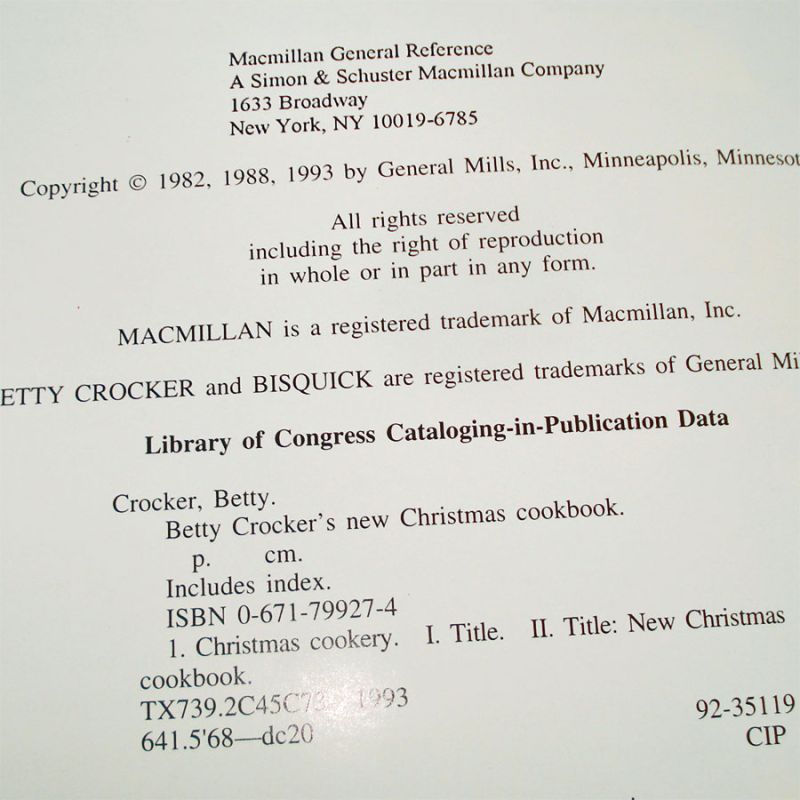 Macmillan General Reference
A Simon & Schuster Macmillan Company
1633 Broadway
New York, NY 10019-6785
Copyright © 1982, 1988, 1993 by General Mills, Inc., Minneapolis, Minnesot
All rights reserved
including the right of reproduction
in whole or in part in any form.
MACMILLAN is a registered trademark of Macmillan, Inc.
ETTY CROCKER and BISQUICK are registered trademarks of General Mi
Library of Congress Cataloging-in-Publication Data
Crocker, Betty.
Betty Crocker's new Christmas cookbook.
p. cm.
Includes index.
ISBN 0-671-79927-4
1. Christmas cookery. I. Title. II. Title: New Christmas
cookbook.
1993
92-35119
641.5'68—dc20
CIP